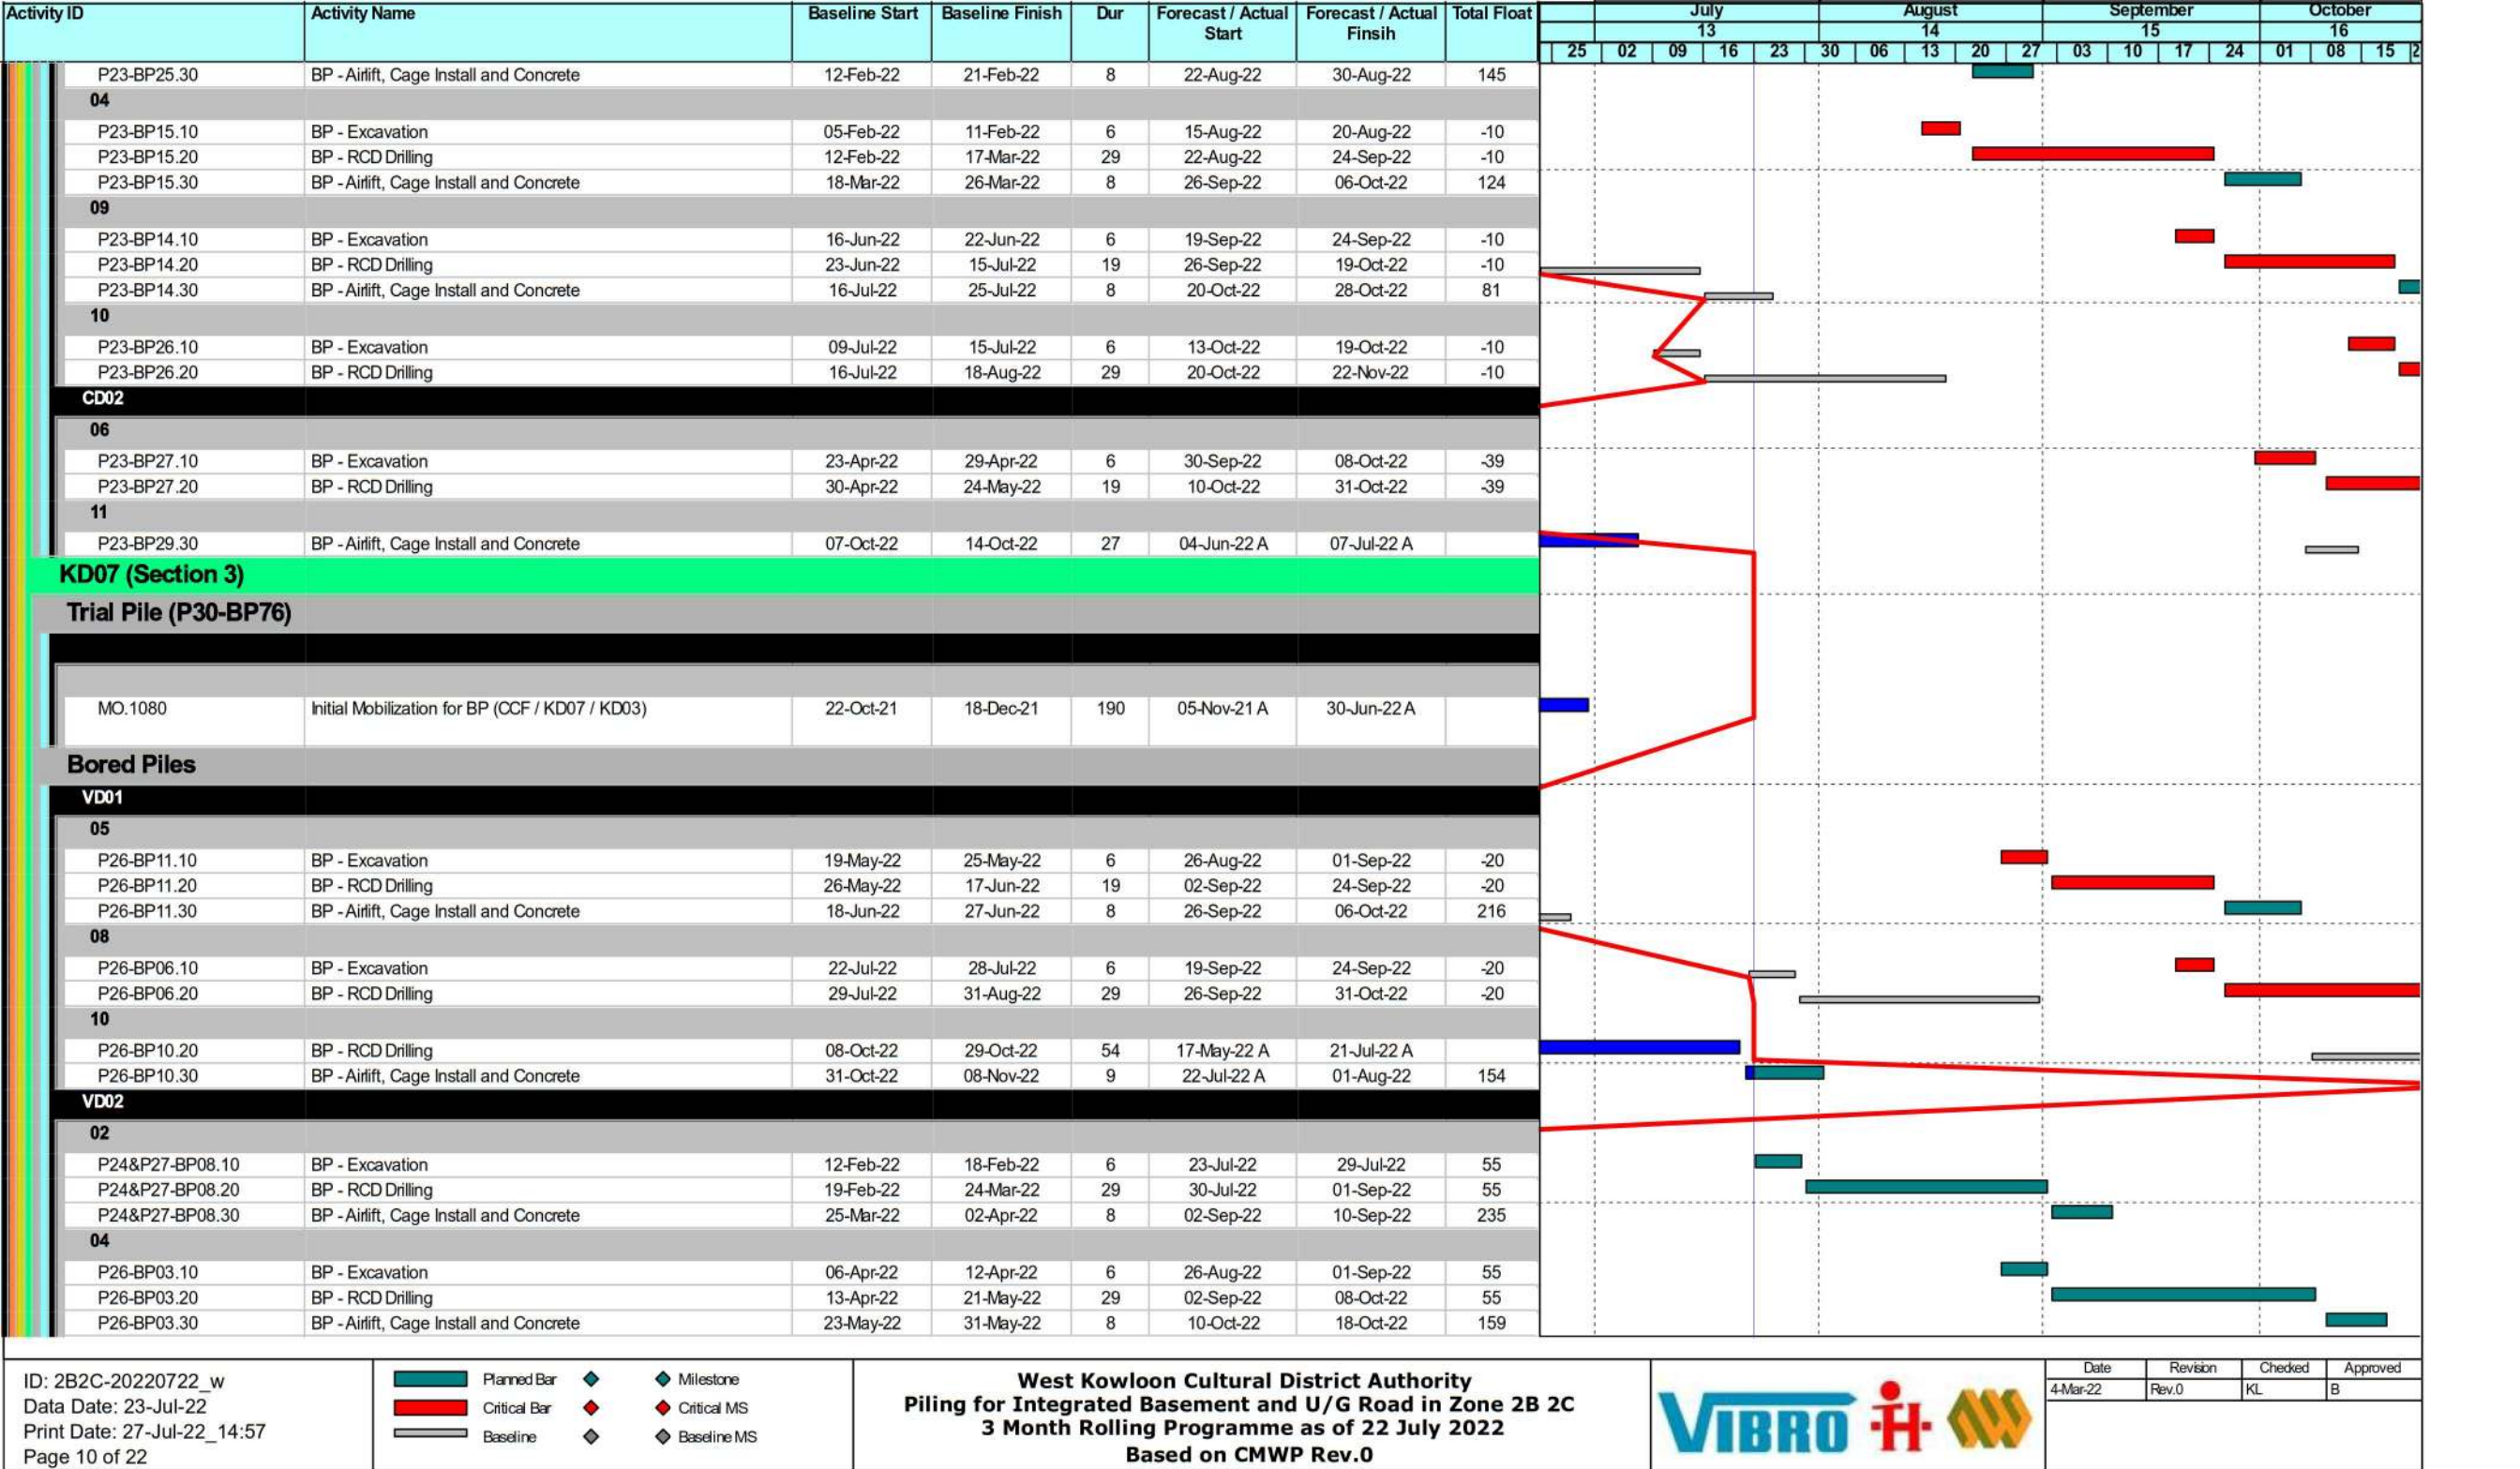 Activity ID Activity Name Baseline Start Baseline Finish Dur Forecast / Actual Start Forecast / Actual Finsih Total Float July August September October
13 14 15 16
25 02 09 16 23 30 06 13 20 27 03 10 17 24 01 08 15 2
P23-BP25.30 BP - Airlift, Cage Install and Concrete 12-Feb-22 21-Feb-22 8 22-Aug-22 30-Aug-22 145
04
P23-BP15.10 BP - Excavation 05-Feb-22 11-Feb-22 6 15-Aug-22 20-Aug-22 -10
P23-BP15.20 BP - RCD Drilling 12-Feb-22 17-Mar-22 29 22-Aug-22 24-Sep-22 -10
P23-BP15.30 BP - Airlift, Cage Install and Concrete 18-Mar-22 26-Mar-22 8 26-Sep-22 06-Oct-22 124
09
P23-BP14.10 BP - Excavation 16-Jun-22 22-Jun-22 6 19-Sep-22 24-Sep-22 -10
P23-BP14.20 BP - RCD Drilling 23-Jun-22 15-Jul-22 19 26-Sep-22 19-Oct-22 -10
P23-BP14.30 BP - Airlift, Cage Install and Concrete 16-Jul-22 25-Jul-22 8 20-Oct-22 28-Oct-22 81
10
P23-BP26.10 BP - Excavation 09-Jul-22 15-Jul-22 6 13-Oct-22 19-Oct-22 -10
P23-BP26.20 BP - RCD Drilling 16-Jul-22 18-Aug-22 29 20-Oct-22 22-Nov-22 -10
CD02
06
P23-BP27.10 BP - Excavation 23-Apr-22 29-Apr-22 6 30-Sep-22 08-Oct-22 -39
P23-BP27.20 BP - RCD Drilling 30-Apr-22 24-May-22 19 10-Oct-22 31-Oct-22 -39
11
P23-BP29.30 BP - Airlift, Cage Install and Concrete 07-Oct-22 14-Oct-22 27 04-Jun-22 A 07-Jul-22 A
KD07 (Section 3)
Trial Pile (P30-BP76)
MO.1080 Initial Mobilization for BP (CCF / KD07 / KD03) 22-Oct-21 18-Dec-21 190 05-Nov-21 A 30-Jun-22 A
Bored Piles
VD01
05
P26-BP11.10 BP - Excavation 19-May-22 25-May-22 6 26-Aug-22 01-Sep-22 -20
P26-BP11.20 BP - RCD Drilling 26-May-22 17-Jun-22 19 02-Sep-22 24-Sep-22 -20
P26-BP11.30 BP - Airlift, Cage Install and Concrete 18-Jun-22 27-Jun-22 8 26-Sep-22 06-Oct-22 216
08
P26-BP06.10 BP - Excavation 22-Jul-22 28-Jul-22 6 19-Sep-22 24-Sep-22 -20
P26-BP06.20 BP - RCD Drilling 29-Jul-22 31-Aug-22 29 26-Sep-22 31-Oct-22 -20
10
P26-BP10.20 BP - RCD Drilling 08-Oct-22 29-Oct-22 54 17-May-22 A 21-Jul-22 A
P26-BP10.30 BP - Airlift, Cage Install and Concrete 31-Oct-22 08-Nov-22 9 22-Jul-22 A 01-Aug-22 154
VD02
02
P24&P27-BP08.10 BP - Excavation 12-Feb-22 18-Feb-22 6 23-Jul-22 29-Jul-22 55
P24&P27-BP08.20 BP - RCD Drilling 19-Feb-22 24-Mar-22 29 30-Jul-22 01-Sep-22 55
P24&P27-BP08.30 BP - Airlift, Cage Install and Concrete 25-Mar-22 02-Apr-22 8 02-Sep-22 10-Sep-22 235
04
P26-BP03.10 BP - Excavation 06-Apr-22 12-Apr-22 6 26-Aug-22 01-Sep-22 55
P26-BP03.20 BP - RCD Drilling 13-Apr-22 21-May-22 29 02-Sep-22 08-Oct-22 55
P26-BP03.30 BP - Airlift, Cage Install and Concrete 23-May-22 31-May-22 8 10-Oct-22 18-Oct-22 159
ID: 2B2C-20220722_w
Data Date: 23-Jul-22
Print Date: 27-Jul-22_14:57
Page 10 of 22
Planned Bar Milestone
Critical Bar Critical MS
Baseline Baseline MS
West Kowloon Cultural District Authority
Piling for Integrated Basement and U/G Road in Zone 2B 2C
3 Month Rolling Programme as of 22 July 2022
Based on CMWP Rev.0
VIBRO H
Date Revision Checked Approved
4-Mar-22 Rev.0 KL B